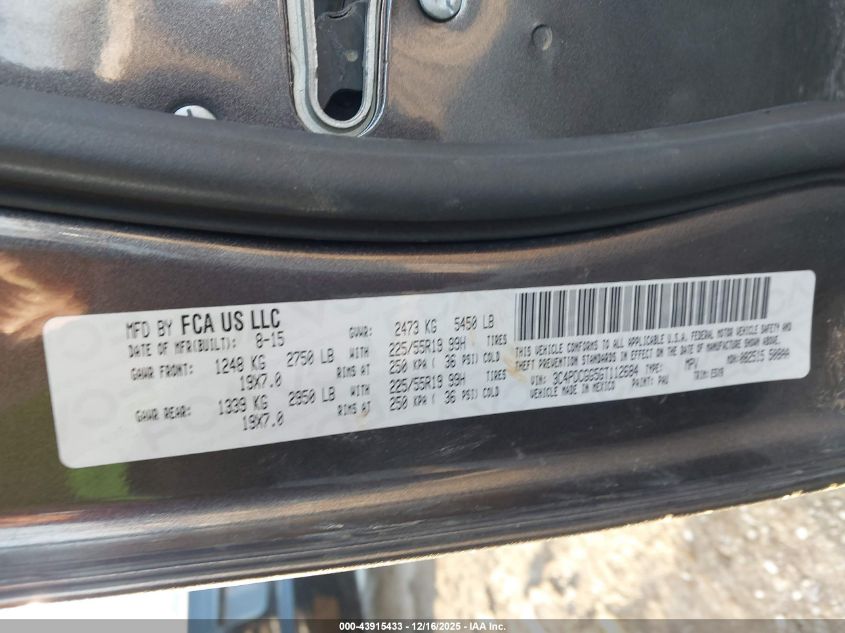 MFD BY FCA US LLC
DATE OF MFR(BUILT): 8-15 GVWR: 2473 KG 5450 LB
GAWR FRONT: 1248 KG 2750 LB WITH 225/55R19 99H TIRES
19X7.0 RIMS AT 250 KPA ( 36 PSI) COLD
GAWR REAR: 1339 KG 2950 LB WITH 225/55R19 99H TIRES
19X7.0 RIMS AT 250 KPA ( 36 PSI) COLD
THIS VEHICLE CONFORMS TO ALL APPLICABLE U.S.A. FEDERAL MOTOR VEHICLE SAFETY AND
THEFT PREVENTION STANDARDS IN EFFECT ON THE DATE OF MANUFACTURE SHOWN ABOVE.
VIN: TYPE: MPV MDH: 082515
VEHICLE MADE IN MEXICO PAINT: PAU TRIM:
000-43915433 - 12/16/2025 - IAA Inc.